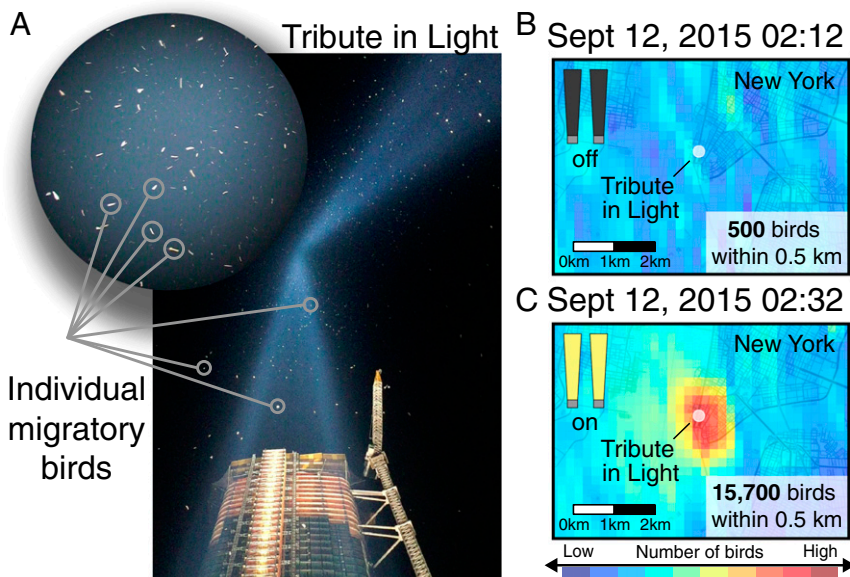 A
Tribute in Light
Individual
migratory
birds
B
Sept 12, 2015 02:12
New York
off
Tribute
in Light
500 birds
within 0.5 km
0km 1km 2km
C
Sept 12, 2015 02:32
New York
on
Tribute
in Light
15,700 birds
within 0.5 km
0km 1km 2km
Low Number of birds High